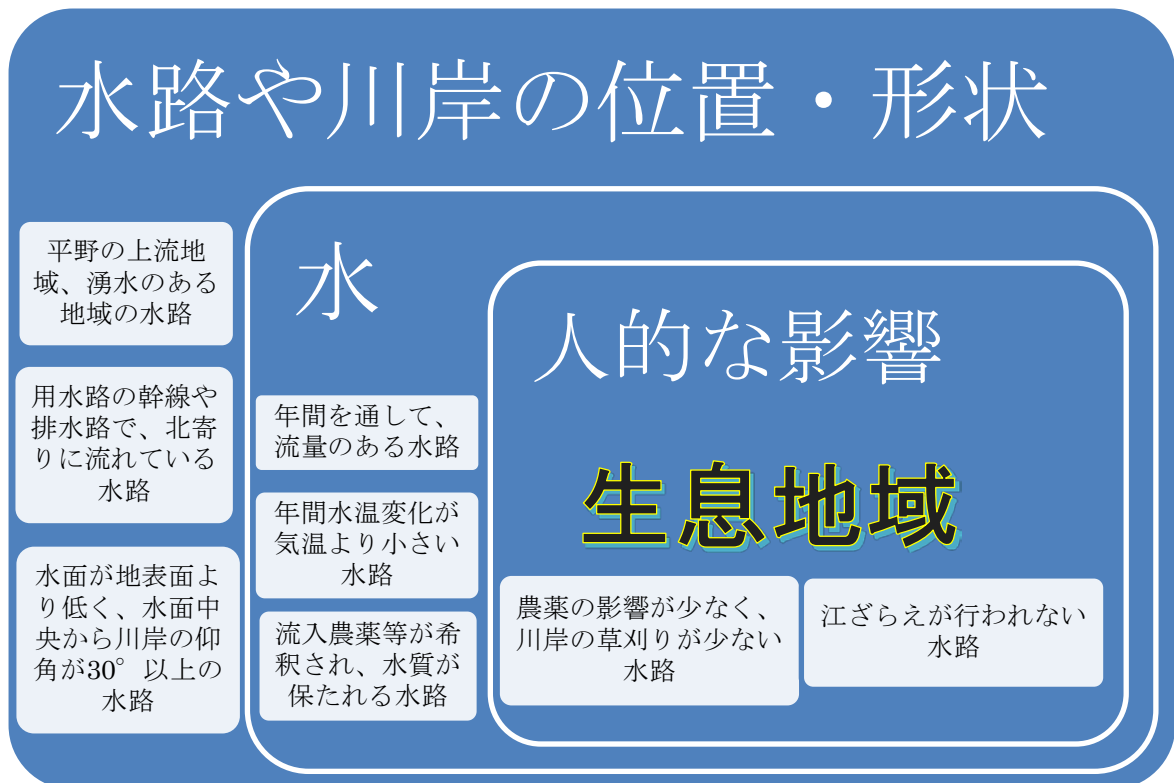 水路や川岸の位置・形状
平野の上流地
域、湧水のある
地域の水路
用水路の幹線や
排水路で、北寄
りに流れている
水路
水面が地表面よ
り低く、水面中
央から川岸の仰
角が30°以上の
水路
水
年間を通して、
流量のある水路
年間水温変化が
気温より小さい
水路
流入農薬等が希
釈され、水質が
保たれる水路
人的な影響
生息地域
農薬の影響が少なく、
川岸の草刈りが少ない
水路
江ざらえが行われない
水路